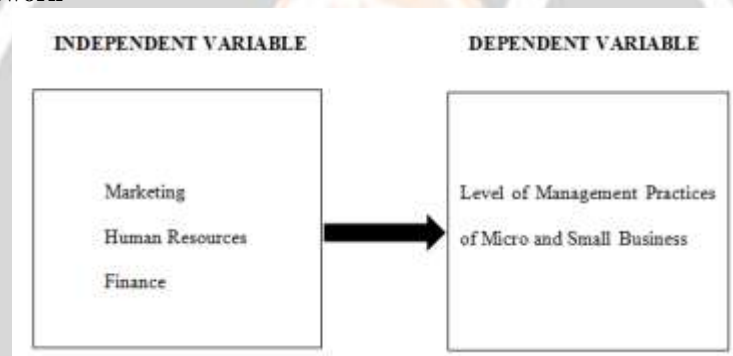 INDEPENDENT VARIABLE
DEPENDENT VARIABLE
Marketing
Human Resources
Finance
Level of Management Practices
of Micro and Small Business